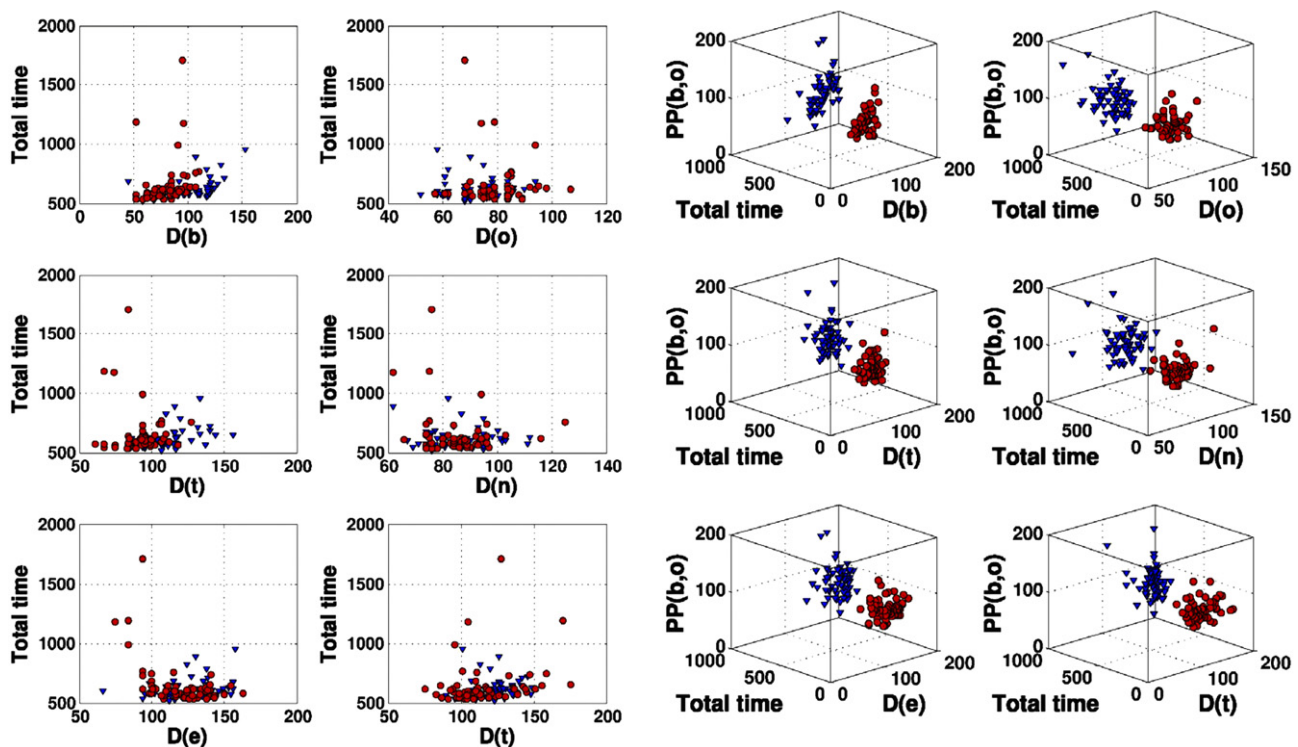 2000
1500
1000
500
Total time
0 50 100 150 200
D(b)
2000
1500
1000
500
Total time
40 60 80 100 120
D(o)
200
100
0
PP(b,o)
1000
500
0
Total time
0
100
200
D(b)
200
100
0
PP(b,o)
1000
500
0
Total time
50
100
150
D(o)
2000
1500
1000
500
Total time
50 100 150 200
D(t)
2000
1500
1000
500
Total time
60 80 100 120 140
D(n)
200
100
0
PP(b,o)
1000
500
0
Total time
0
100
200
D(t)
200
100
0
PP(b,o)
1000
500
0
Total time
50
100
150
D(n)
2000
1500
1000
500
Total time
50 100 150 200
D(e)
2000
1500
1000
500
Total time
50 100 150 200
D(t)
200
100
0
PP(b,o)
1000
500
0
Total time
0
100
200
D(e)
200
100
0
PP(b,o)
1000
500
0
Total time
0
100
200
D(t)